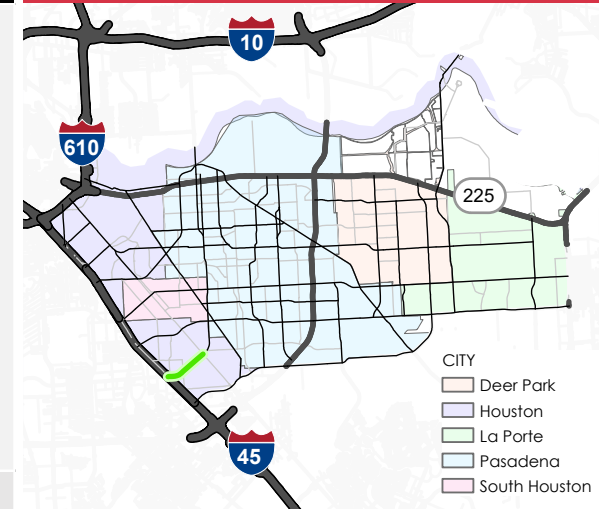 10
610
225
CITY
Deer Park
Houston
La Porte
Pasadena
South Houston
45